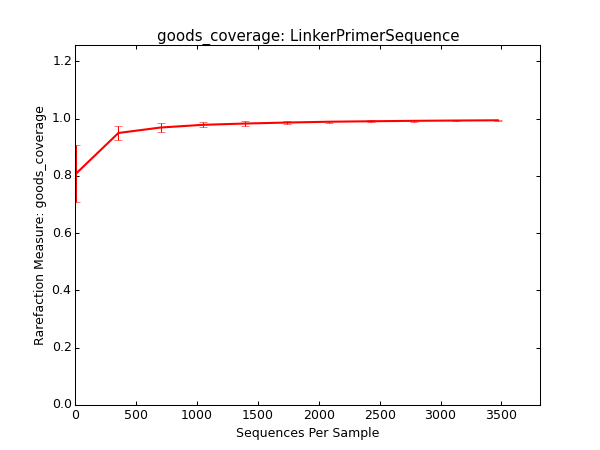 goods_coverage: LinkerPrimerSequence
1.2
1.0
0.8
0.6
0.4
0.2
0.0
Rarefaction Measure: goods_coverage
0 500 1000 1500 2000 2500 3000 3500
Sequences Per Sample